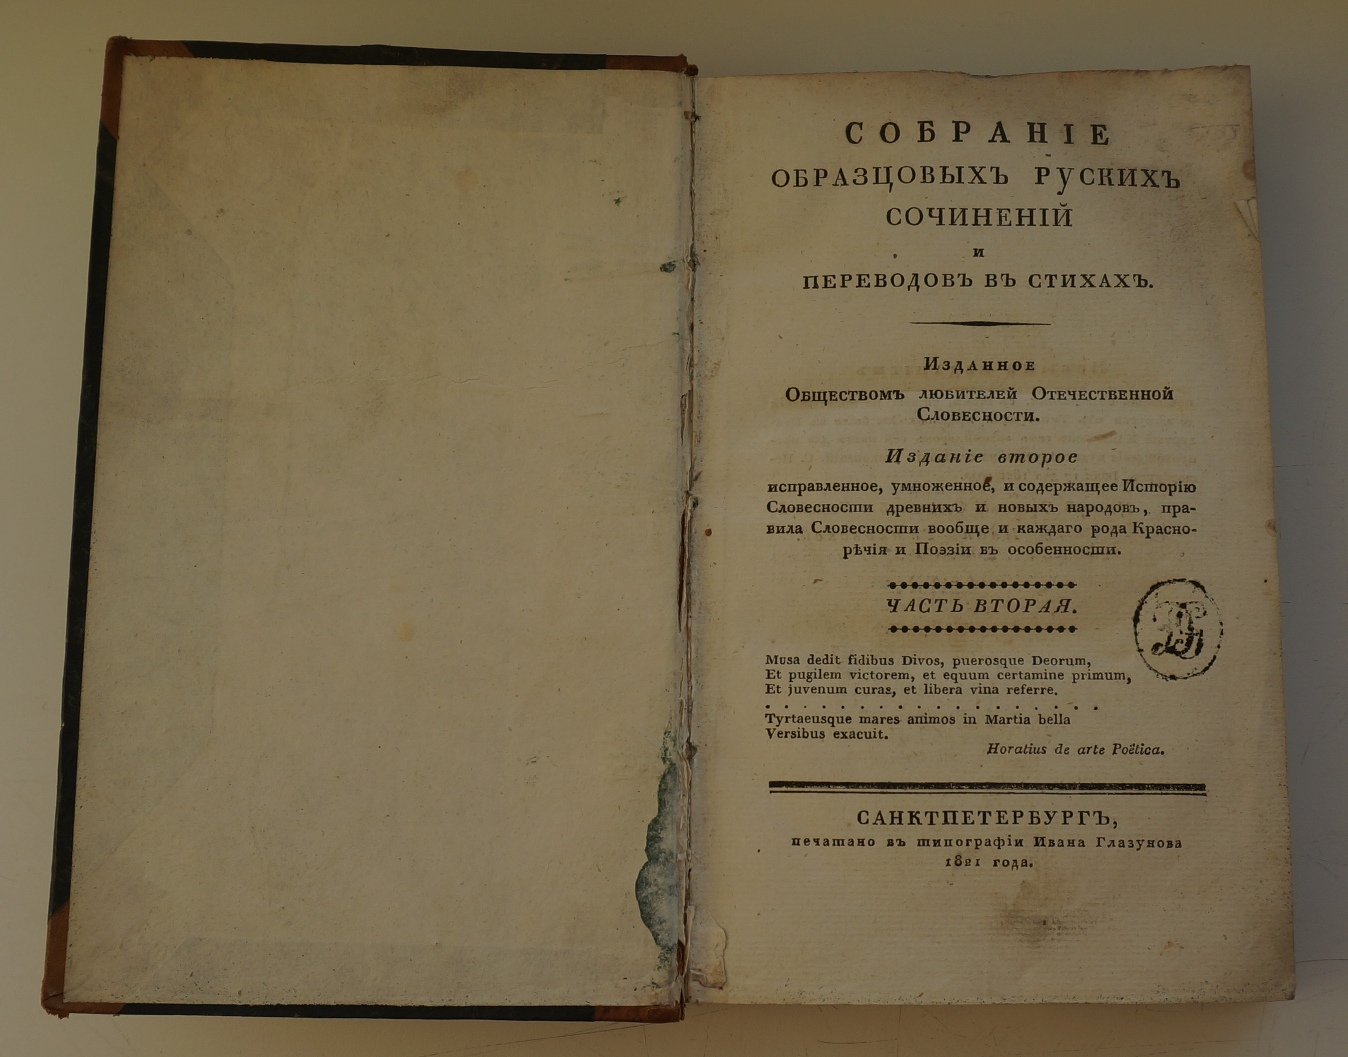 СОБРАНІЕ
ОБРАЗЦОВЫХЪ РУСКИХЪ
СОЧИНЕНІЙ
И
ПЕРЕВОДОВЪ ВЪ СТИХАХЪ.
Изданное
Обществомъ любителей Отечественной
Словесности.
Изданіе второе
исправленное, умноженное, и содержащее Исторію
Словесности древнихъ и новыхъ народовъ, пра-
вила Словесности вообще и каждаго рода Красно-
рѣчія и Поэзіи въ особенности.
ЧАСТЬ ВТОРАЯ.
Musa dedit fidibus Divos, puerosque Deorum,
Et pugilem victorem, et equum certamine primum,
Et juvenum curas, et libera vina referre.
. . . . . . . . . . . . . . . . . .
Tyrtaeusque mares animos in Martia bella
Versibus exacuit.
Horatius de arte Poëtica.
САНКТПЕТЕРБУРГЪ,
печатано въ типографіи Ивана Глазунова
1821 года.